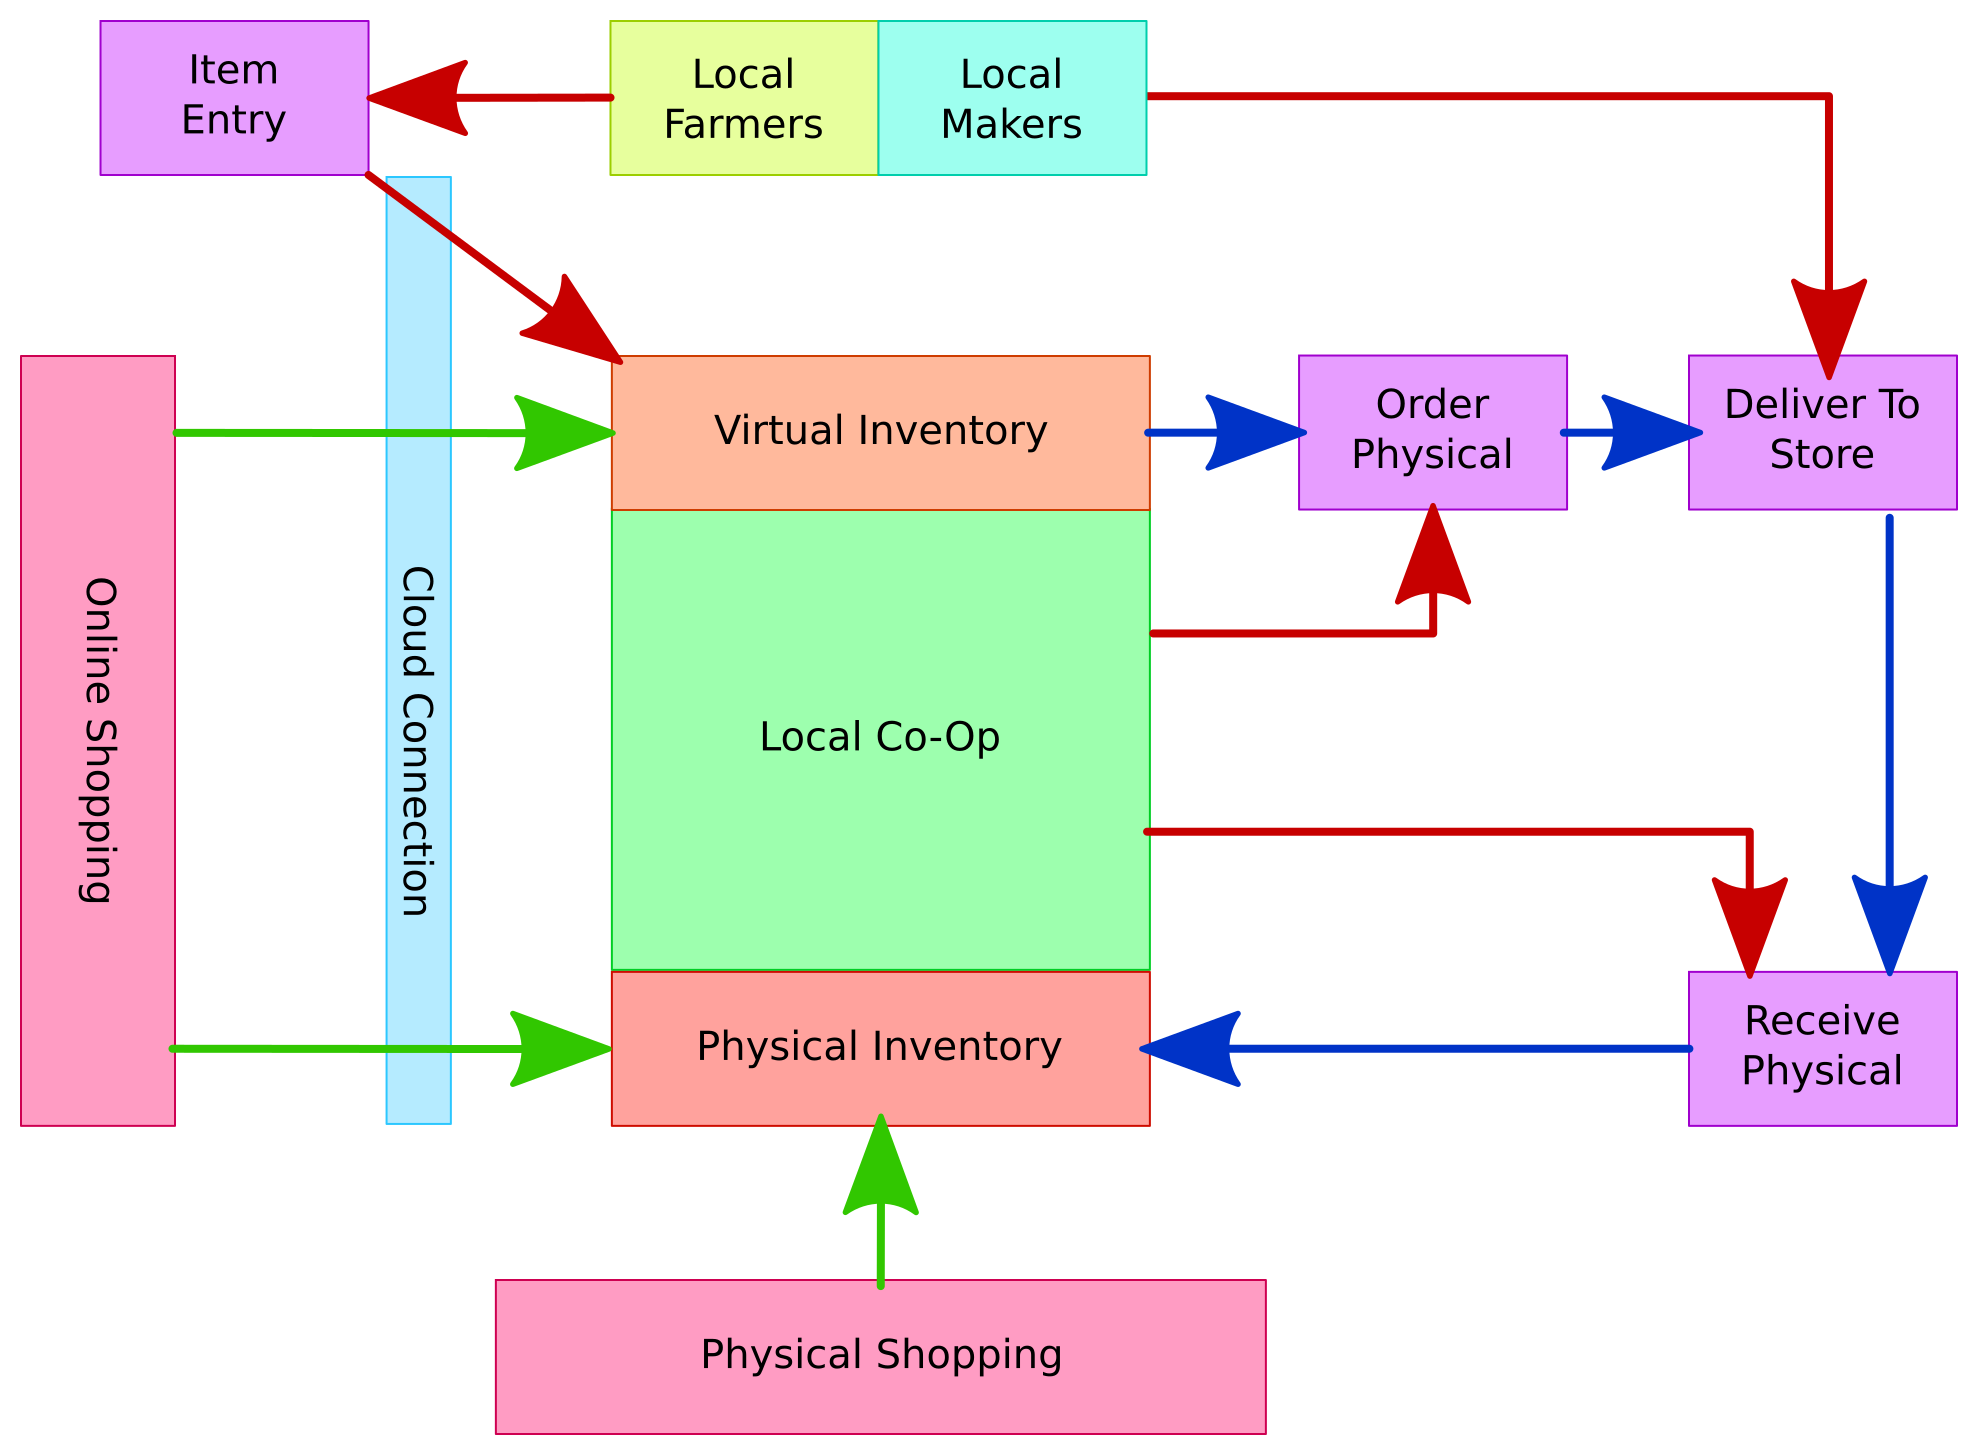 Item
Entry
Local
Farmers
Local
Makers
Virtual Inventory
Order
Physical
Deliver To
Store
Online Shopping
Cloud Connection
Local Co-Op
Physical Inventory
Receive
Physical
Physical Shopping